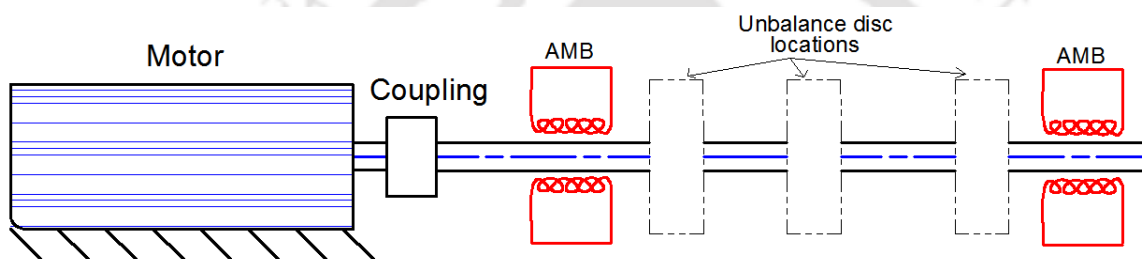 Motor
Coupling
AMB
Unbalance disc
locations
AMB